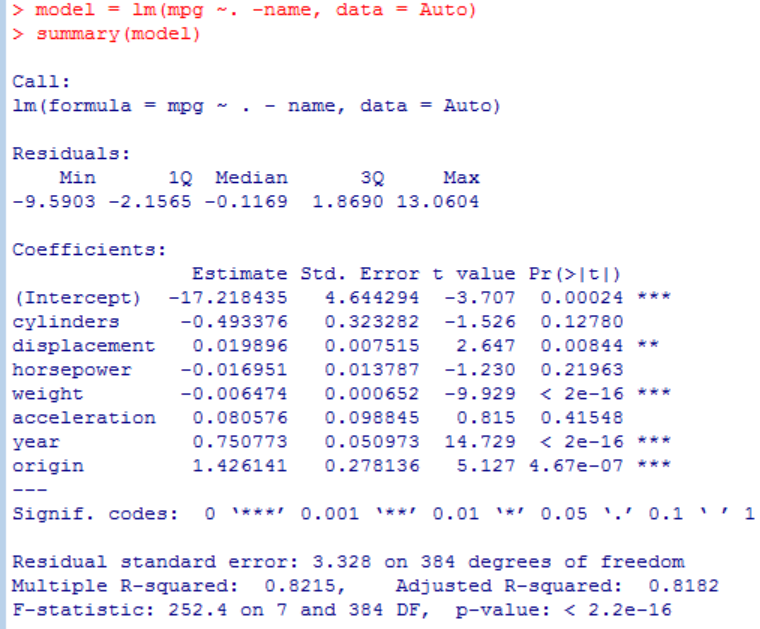 > model = lm(mpg ~. -name, data = Auto)
> summary(model)
Call:
lm(formula = mpg ~ . - name, data = Auto)
Residuals:
    Min      1Q  Median      3Q     Max
-9.5903 -2.1565 -0.1169  1.8690 13.0604
Coefficients:
               Estimate Std. Error t value Pr(>|t|)
(Intercept)  -17.218435   4.644294  -3.707  0.00024 ***
cylinders     -0.493376   0.323282  -1.526  0.12780
displacement   0.019896   0.007515   2.647  0.00844 **
horsepower    -0.016951   0.013787  -1.230  0.21963
weight        -0.006474   0.000652  -9.929  < 2e-16 ***
acceleration   0.080576   0.098845   0.815  0.41548
year           0.750773   0.050973  14.729  < 2e-16 ***
origin         1.426141   0.278136   5.127 4.67e-07 ***
---
Signif. codes:  0 ‘***’ 0.001 ‘**’ 0.01 ‘*’ 0.05 ‘.’ 0.1 ‘ ’ 1
Residual standard error: 3.328 on 384 degrees of freedom
Multiple R-squared:  0.8215,    Adjusted R-squared:  0.8182
F-statistic: 252.4 on 7 and 384 DF,  p-value: < 2.2e-16